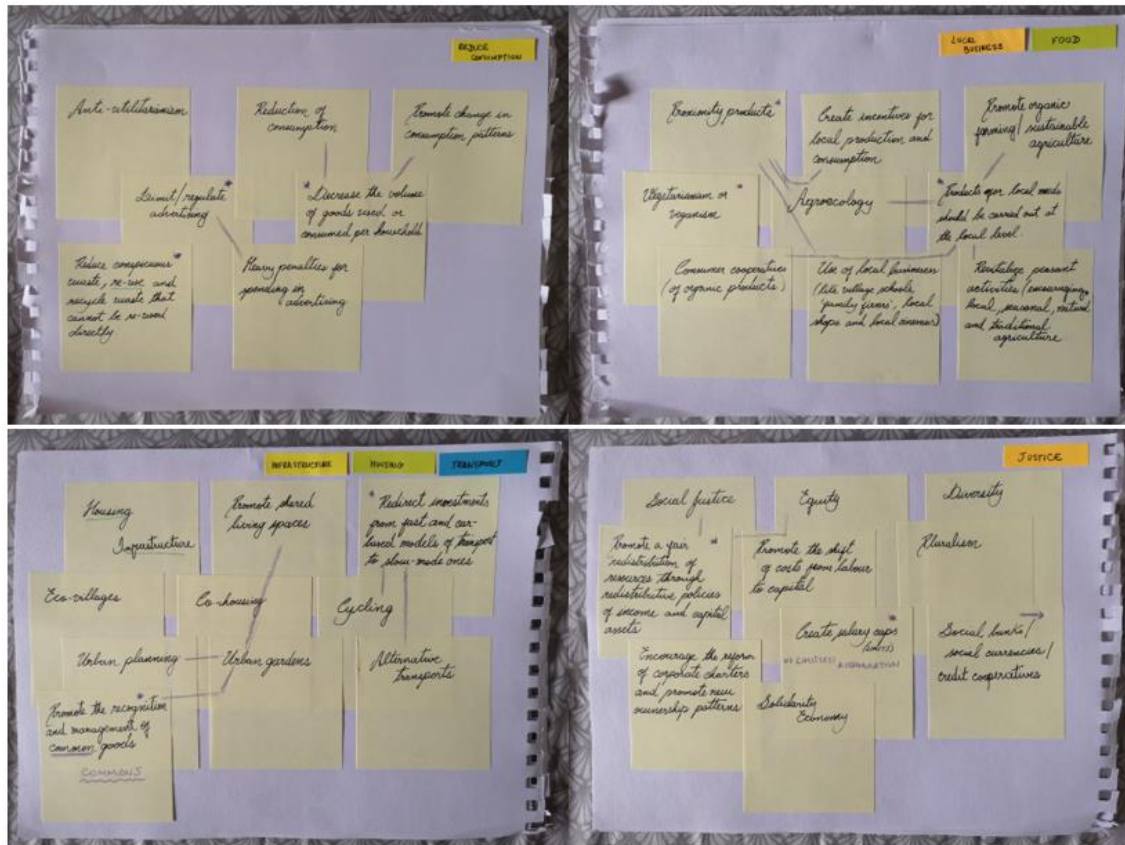 REDUCE
CONSUMPTION
Anti-utilitarianism
Reduction of
consumption
Promote change in
consumption patterns
Limit/regulate
advertising
Decrease the volume
of goods used or
consumed per household
Reduce conspicuous
waste, re-use and
recycle waste that
cannot be re-used
directly
Heavy penalties for
spending in
advertising
LOCAL
BUSINESS
FOOD
Proximity products
Create incentives for
local production and
consumption
Promote organic
farming/sustainable
agriculture
Vegetarianism or
veganism
Agroecology
Products for local needs
should be carried out at
the local level.
Consumer cooperatives
(of organic products)
Use of local businesses
(like village schools
'family firms', local
shops and local cinemas)
Revitalize peasant
activities (encouraging
local, seasonal, natural
and traditional
agriculture
INFRASTRUCTURE
HOUSING
TRANSPORT
Housing
Infrastructure
Promote shared
living spaces
Redirect investments
from fast and car-
based models of transport
to slow-mode ones
Eco-villages
Co-housing
Cycling
Urban planning
Urban gardens
Alternative
transports
Promote the recognition
and management of
common goods
COMMONS
JUSTICE
Social Justice
Equity
Diversity
Promote a fair
redistribution of
resources through
redistributive policies
of income and capital
assets
Promote the shift
of costs from labour
to capital
Pluralism
Create salary caps
Social banks/
social currencies/
credit cooperatives
Encourage the reform
of corporate charters
and promote new
ownership patterns
Solidarity
Economy